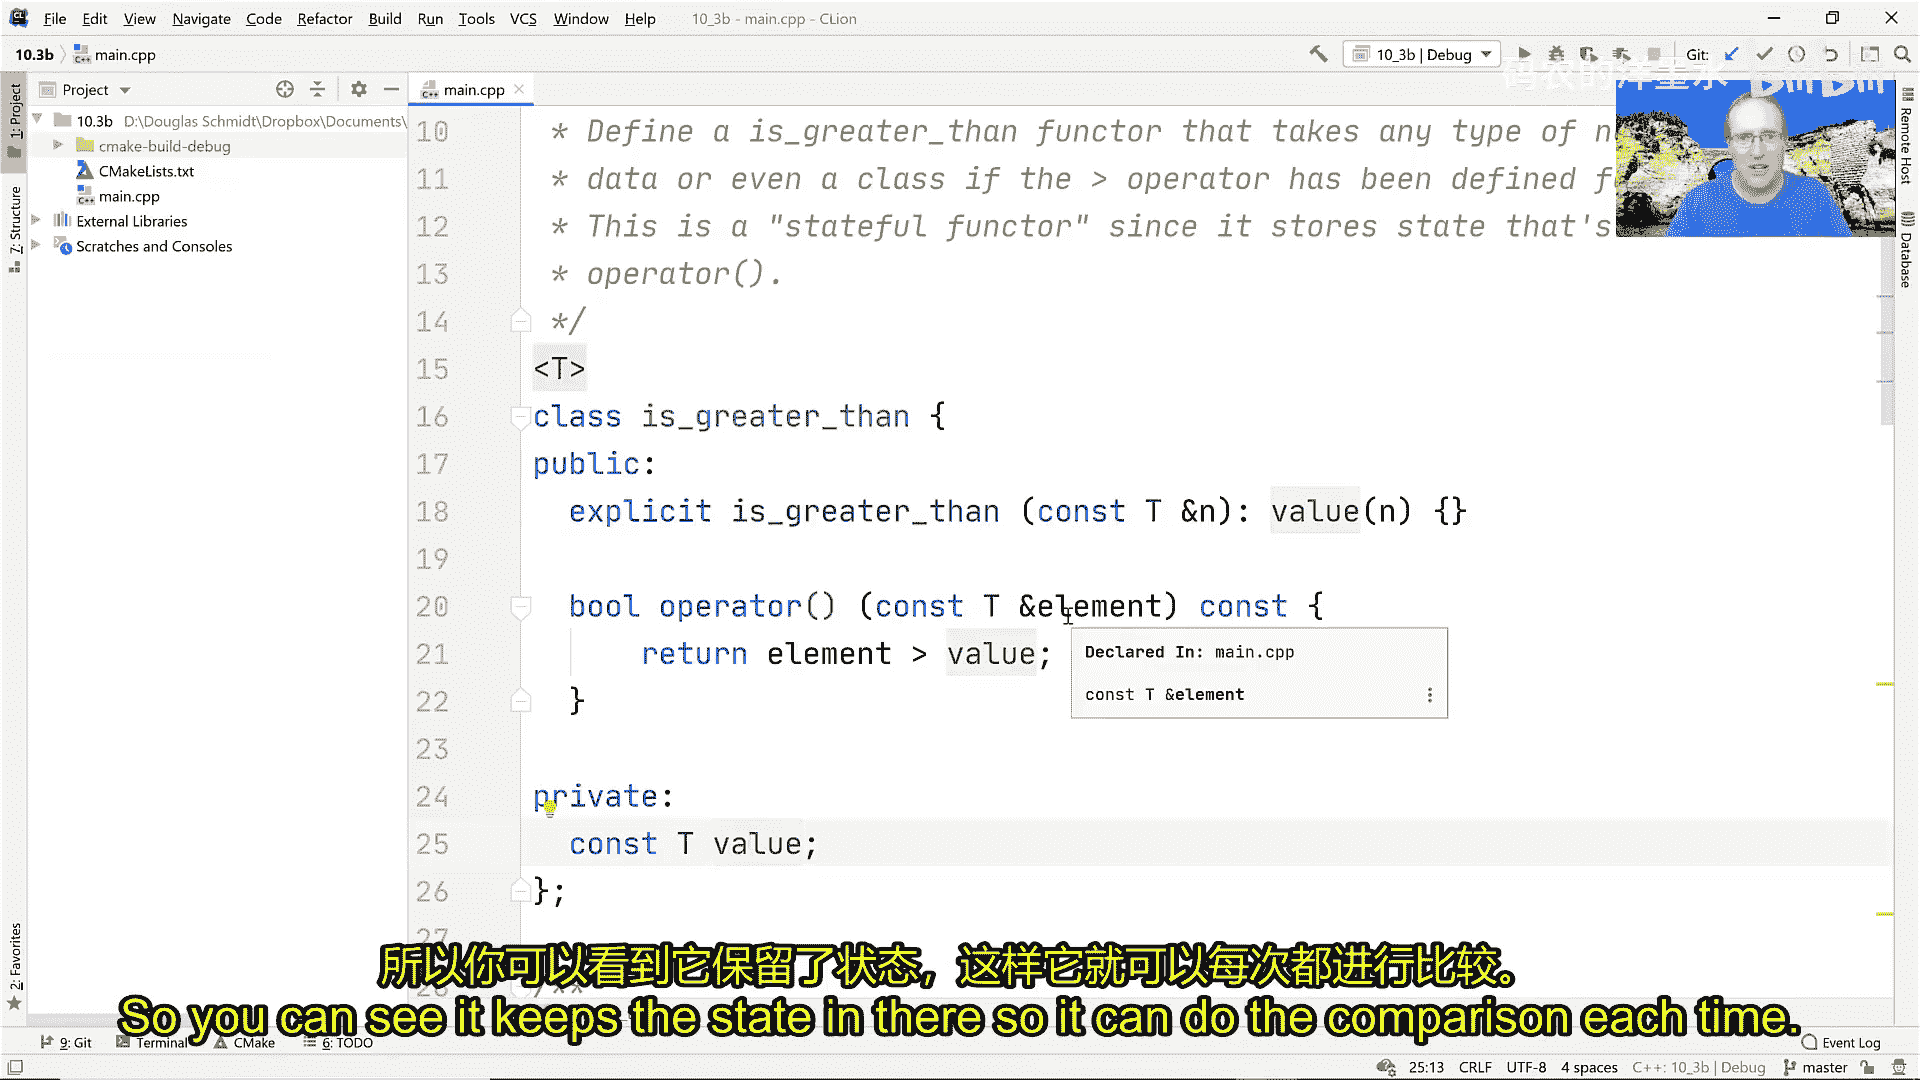 File Edit View Navigate Code Refactor Build Run Tools VCS Window Help 10_3b - main.cpp - CLion
10.3b main.cpp 10_3b | Debug Git:
Project
main.cpp
1: Project
7: Structure
2: Favorites
Remote Host
Database
10.3b D:\Douglas Schmidt\Dropbox\Documents\
cmake-build-debug
CMakeLists.txt
main.cpp
External Libraries
Scratches and Consoles
10 * Define a is_greater_than functor that takes any type of n
11 * data or even a class if the > operator has been defined f
12 * This is a "stateful functor" since it stores state that's
13 * operator().
14 */
15 <T>
16 class is_greater_than {
17 public:
18 explicit is_greater_than (const T &n): value(n) {}
19
20 bool operator() (const T &element) const {
21 return element > value;
Declared In: main.cpp
const T &element
22 }
23
24 private:
25 const T value;
26 };
27
28 /**
所以你可以看到它保留了状态，这样它就可以每次都进行比较。
So you can see it keeps the state in there so it can do the comparison each time.
9: Git Terminal CMake 6: TODO Event Log
25:13 CRLF UTF-8 4 spaces C++: 10_3b | Debug master